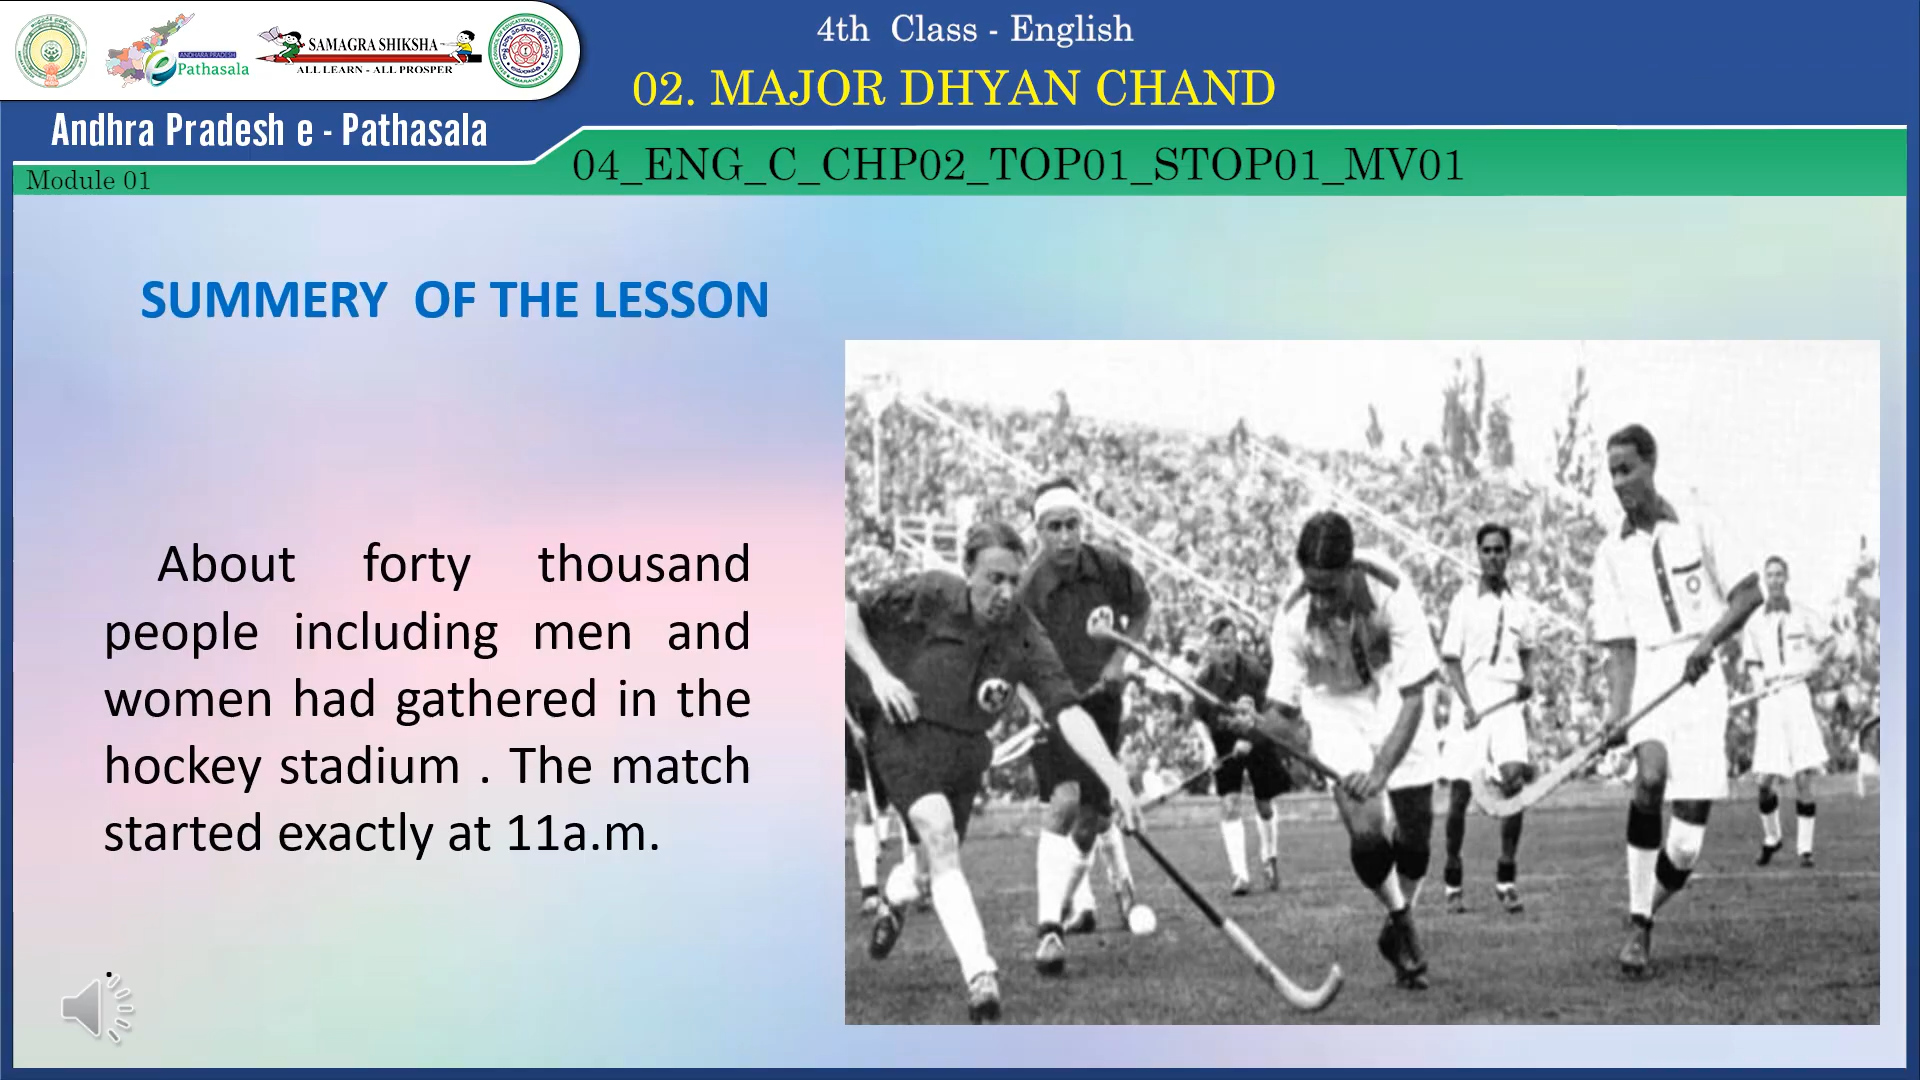 4th Class - English
02. MAJOR DHYAN CHAND
ANDHRA PRADESH
Pathasala
SAMAGRA SHIKSHA
ALL LEARN - ALL PROSPER
Andhra Pradesh e - Pathasala
04_ENG_C_CHP02_TOP01_STOP01_MV01
Module 01
SUMMERY OF THE LESSON
About forty thousand
people including men and
women had gathered in the
hockey stadium . The match
started exactly at 11a.m.
.